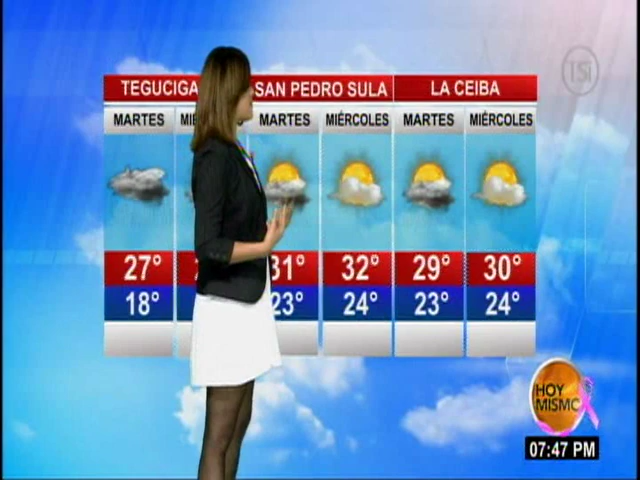 TSi
TEGUCIGA SAN PEDRO SULA LA CEIBA
MARTES MARTES MIÉRCOLES MARTES MIÉRCOLES
27° 31° 32° 29° 30°
18° 23° 24° 23° 24°
HOY
MISMO
07:47 PM